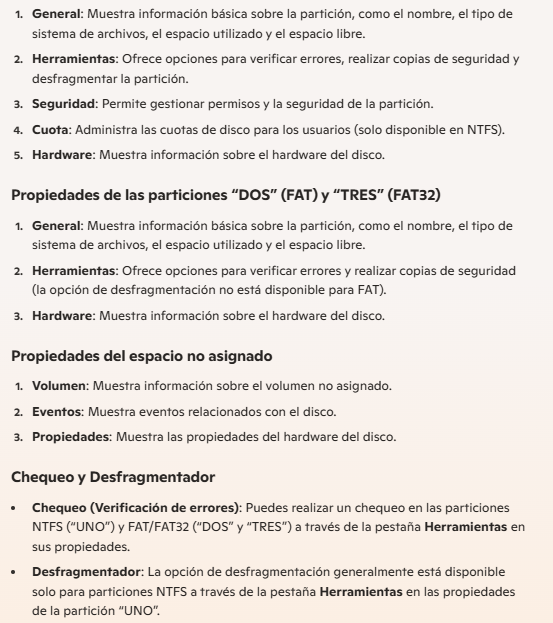 1. General: Muestra información básica sobre la partición, como el nombre, el tipo de
sistema de archivos, el espacio utilizado y el espacio libre.
2. Herramientas: Ofrece opciones para verificar errores, realizar copias de seguridad y
desfragmentar la partición.
3. Seguridad: Permite gestionar permisos y la seguridad de la partición.
4. Cuota: Administra las cuotas de disco para los usuarios (solo disponible en NTFS).
5. Hardware: Muestra información sobre el hardware del disco.
Propiedades de las particiones “DOS” (FAT) y “TRES” (FAT32)
1. General: Muestra información básica sobre la partición, como el nombre, el tipo de
sistema de archivos, el espacio utilizado y el espacio libre.
2. Herramientas: Ofrece opciones para verificar errores y realizar copias de seguridad
(la opción de desfragmentación no está disponible para FAT).
3. Hardware: Muestra información sobre el hardware del disco.
Propiedades del espacio no asignado
1. Volumen: Muestra información sobre el volumen no asignado.
2. Eventos: Muestra eventos relacionados con el disco.
3. Propiedades: Muestra las propiedades del hardware del disco.
Chequeo y Desfragmentador
• Chequeo (Verificación de errores): Puedes realizar un chequeo en las particiones
NTFS (“UNO”) y FAT/FAT32 (“DOS” y “TRES”) a través de la pestaña Herramientas en
sus propiedades.
• Desfragmentador: La opción de desfragmentación generalmente está disponible
solo para particiones NTFS a través de la pestaña Herramientas en las propiedades
de la partición “UNO”.